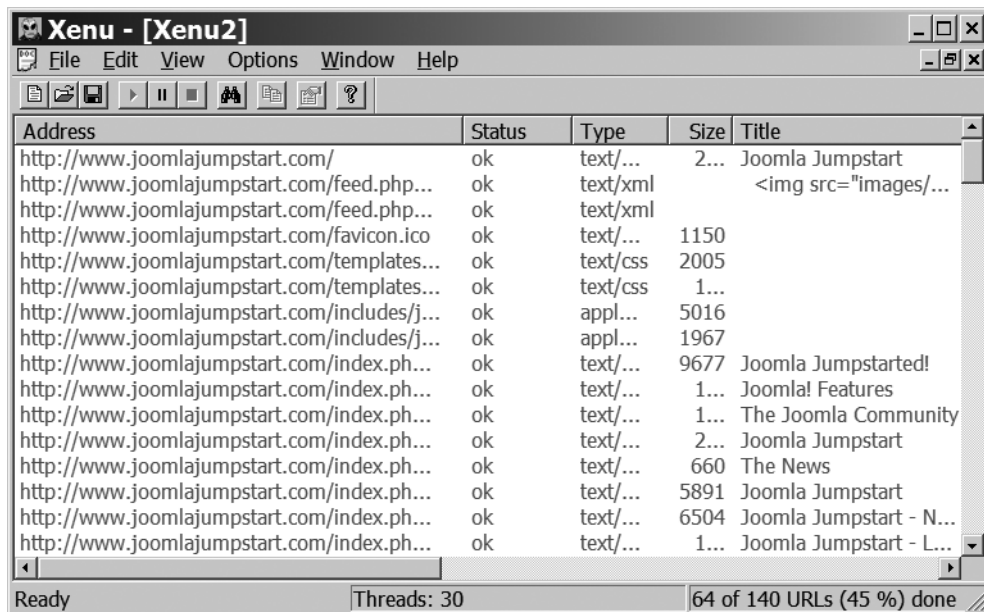 Xenu - [Xenu2]
File Edit View Options Window Help
Address Status Type Size Title
http://www.joomlajumpstart.com/ ok text/... 2... Joomla Jumpstart
http://www.joomlajumpstart.com/feed.php... ok text/xml <img src="images/...
http://www.joomlajumpstart.com/feed.php... ok text/xml
http://www.joomlajumpstart.com/favicon.ico ok text/... 1150
http://www.joomlajumpstart.com/templates... ok text/css 2005
http://www.joomlajumpstart.com/templates... ok text/css 1...
http://www.joomlajumpstart.com/includes/j... ok appl... 5016
http://www.joomlajumpstart.com/includes/j... ok appl... 1967
http://www.joomlajumpstart.com/index.ph... ok text/... 9677 Joomla Jumpstarted!
http://www.joomlajumpstart.com/index.ph... ok text/... 1... Joomla! Features
http://www.joomlajumpstart.com/index.ph... ok text/... 1... The Joomla Community
http://www.joomlajumpstart.com/index.ph... ok text/... 2... Joomla Jumpstart
http://www.joomlajumpstart.com/index.ph... ok text/... 660 The News
http://www.joomlajumpstart.com/index.ph... ok text/... 5891 Joomla Jumpstart
http://www.joomlajumpstart.com/index.ph... ok text/... 6504 Joomla Jumpstart - N...
http://www.joomlajumpstart.com/index.ph... ok text/... 1... Joomla Jumpstart - L...
Ready Threads: 30 64 of 140 URLs (45 %) done